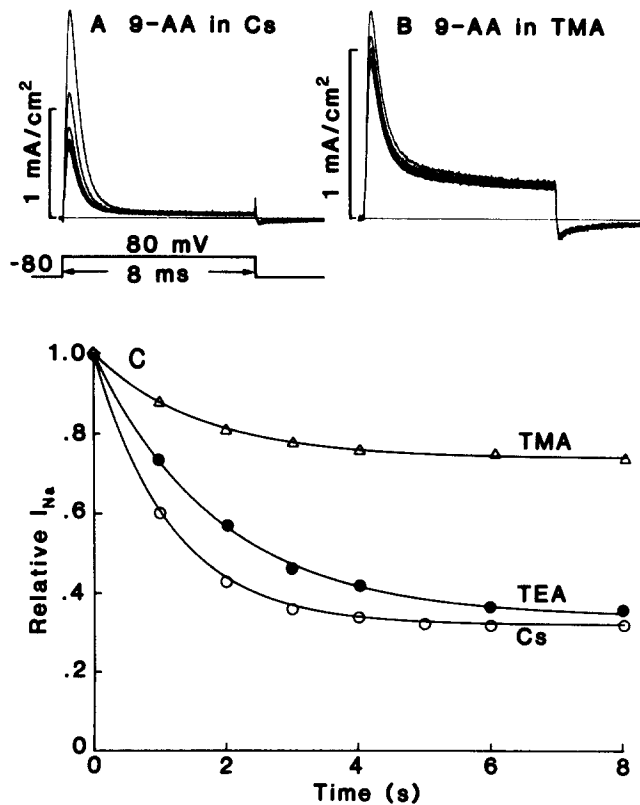 A 9-AA in Cs
B 9-AA in TMA
1 mA/cm²
1 mA/cm²
80 mV
-80
8 ms
C
1.0
.8
.6
.4
.2
0
Relative I_Na
TMA
TEA
Cs
0 2 4 6 8
Time (s)